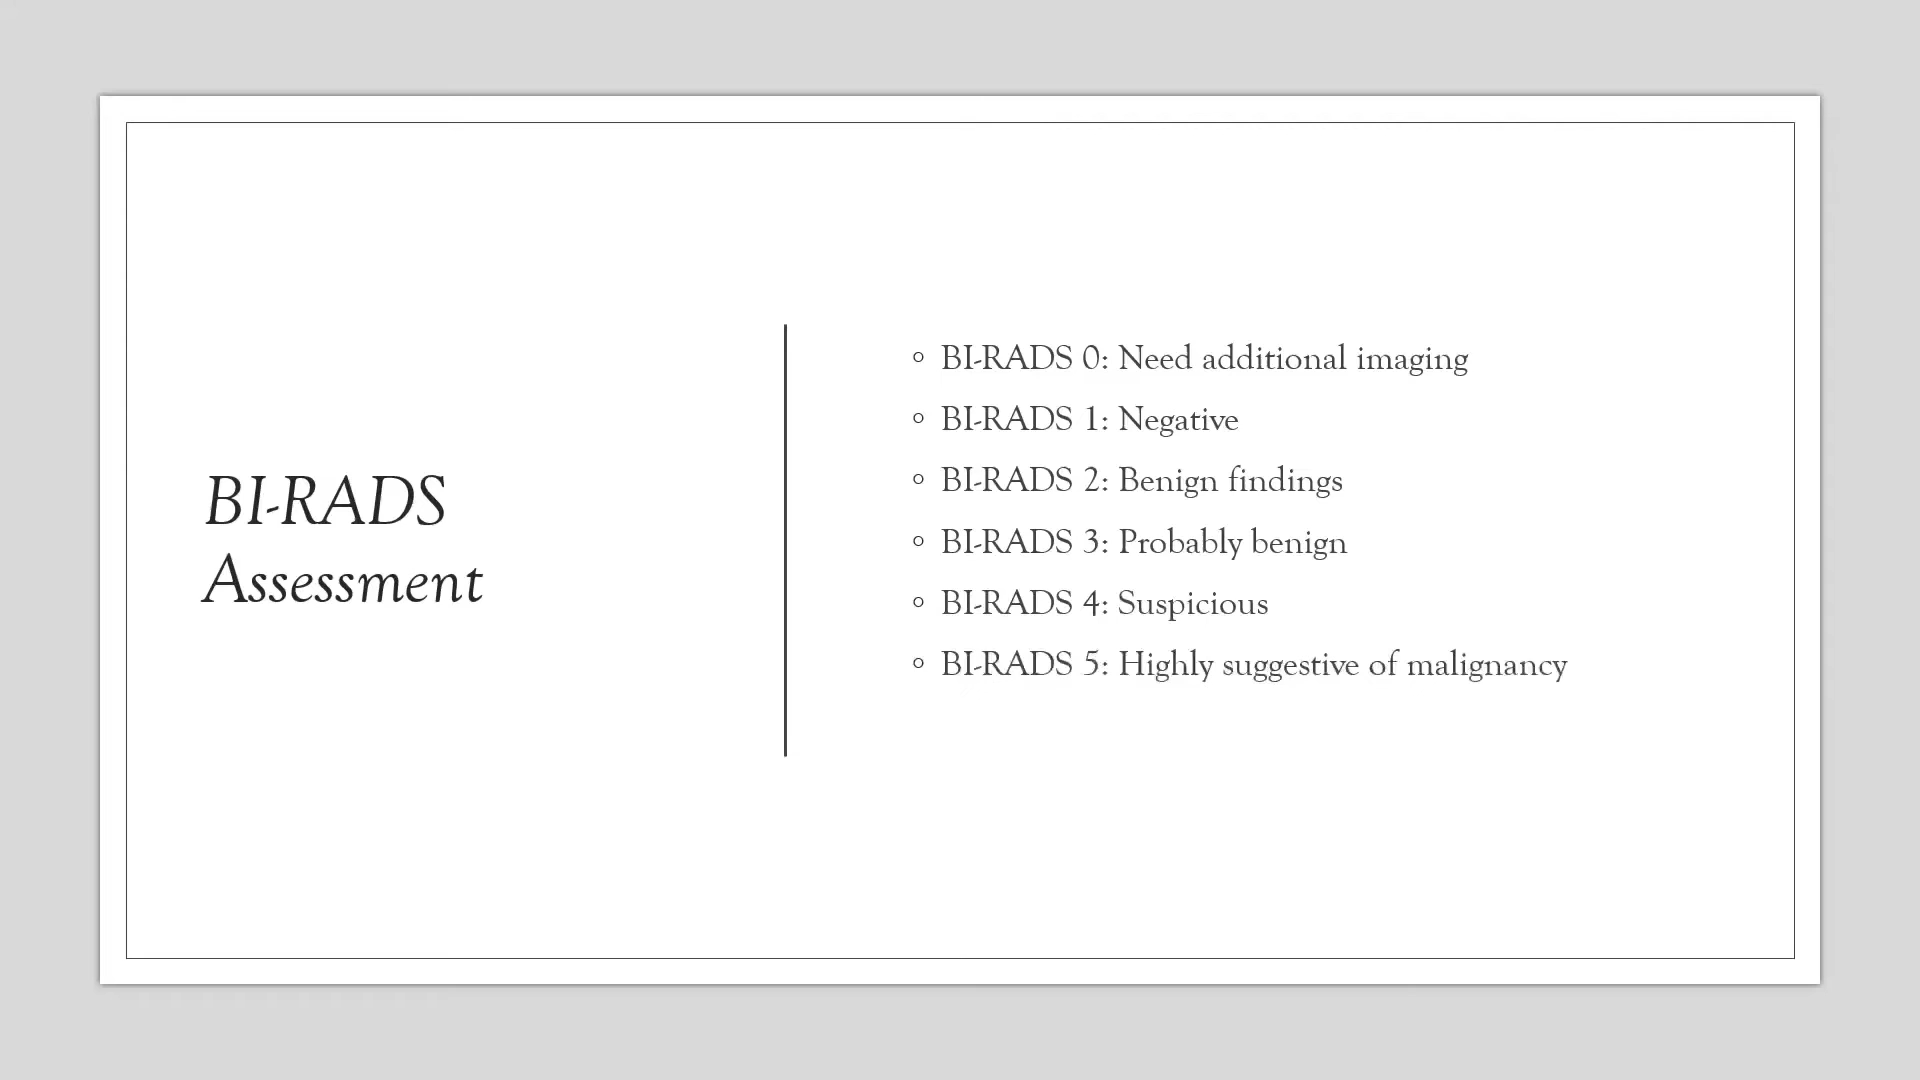 BI-RADS
Assessment
BI-RADS 0: Need additional imaging
BI-RADS 1: Negative
BI-RADS 2: Benign findings
BI-RADS 3: Probably benign
BI-RADS 4: Suspicious
BI-RADS 5: Highly suggestive of malignancy